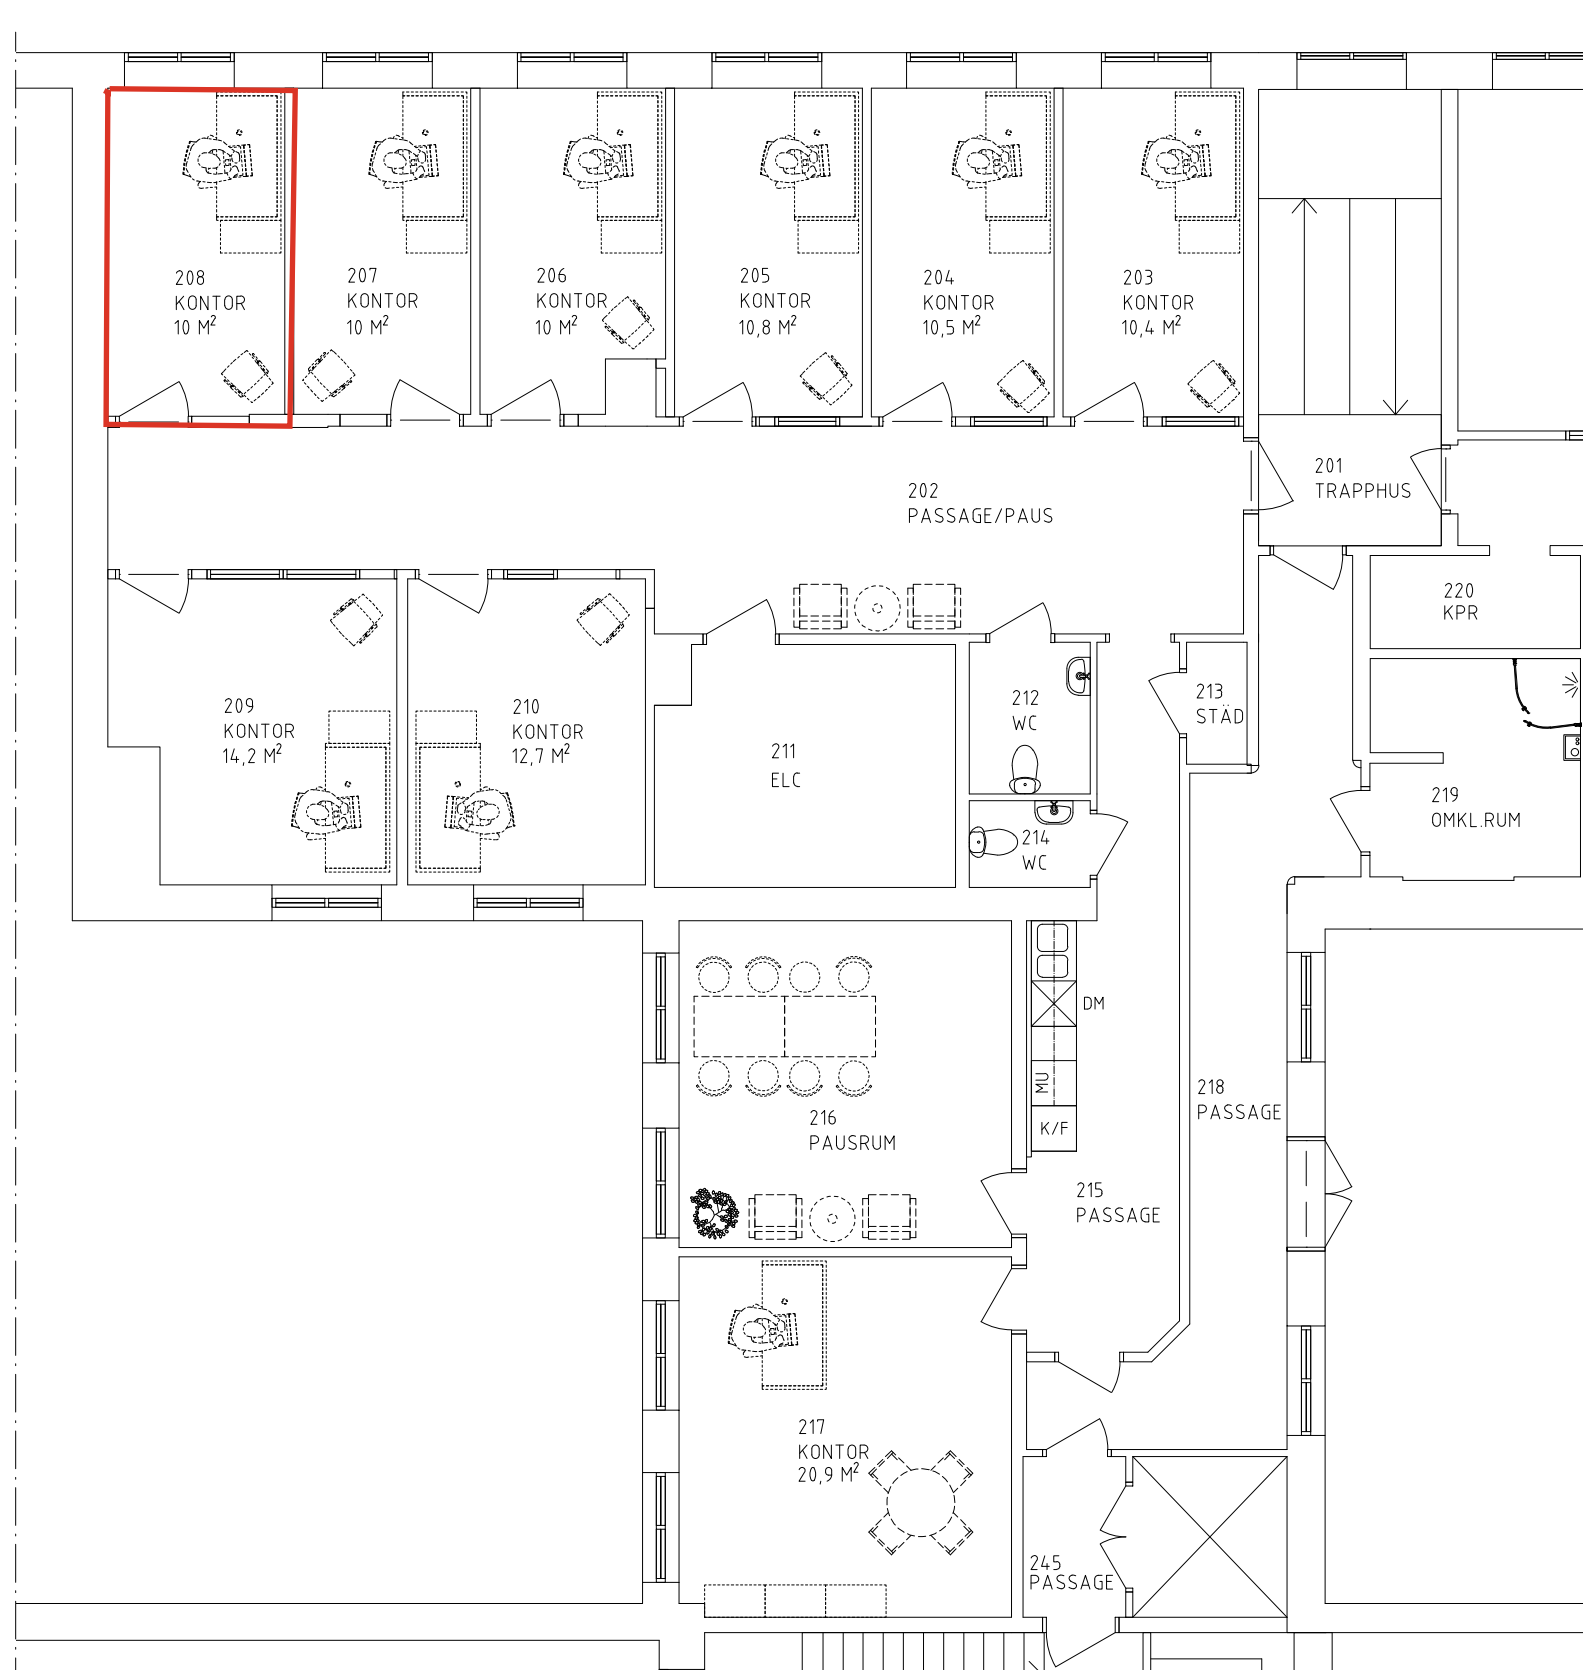 208
KONTOR
10 M²
207
KONTOR
10 M²
206
KONTOR
10 M²
205
KONTOR
10,8 M²
204
KONTOR
10,5 M²
203
KONTOR
10,4 M²
201
TRAPPHUS
202
PASSAGE/PAUS
220
KPR
209
KONTOR
14,2 M²
210
KONTOR
12,7 M²
211
ELC
212
WC
213
STÄD
214
WC
219
OMKL.RUM
DM
MU
K/F
216
PAUSRUM
218
PASSAGE
215
PASSAGE
217
KONTOR
20,9 M²
245
PASSAGE